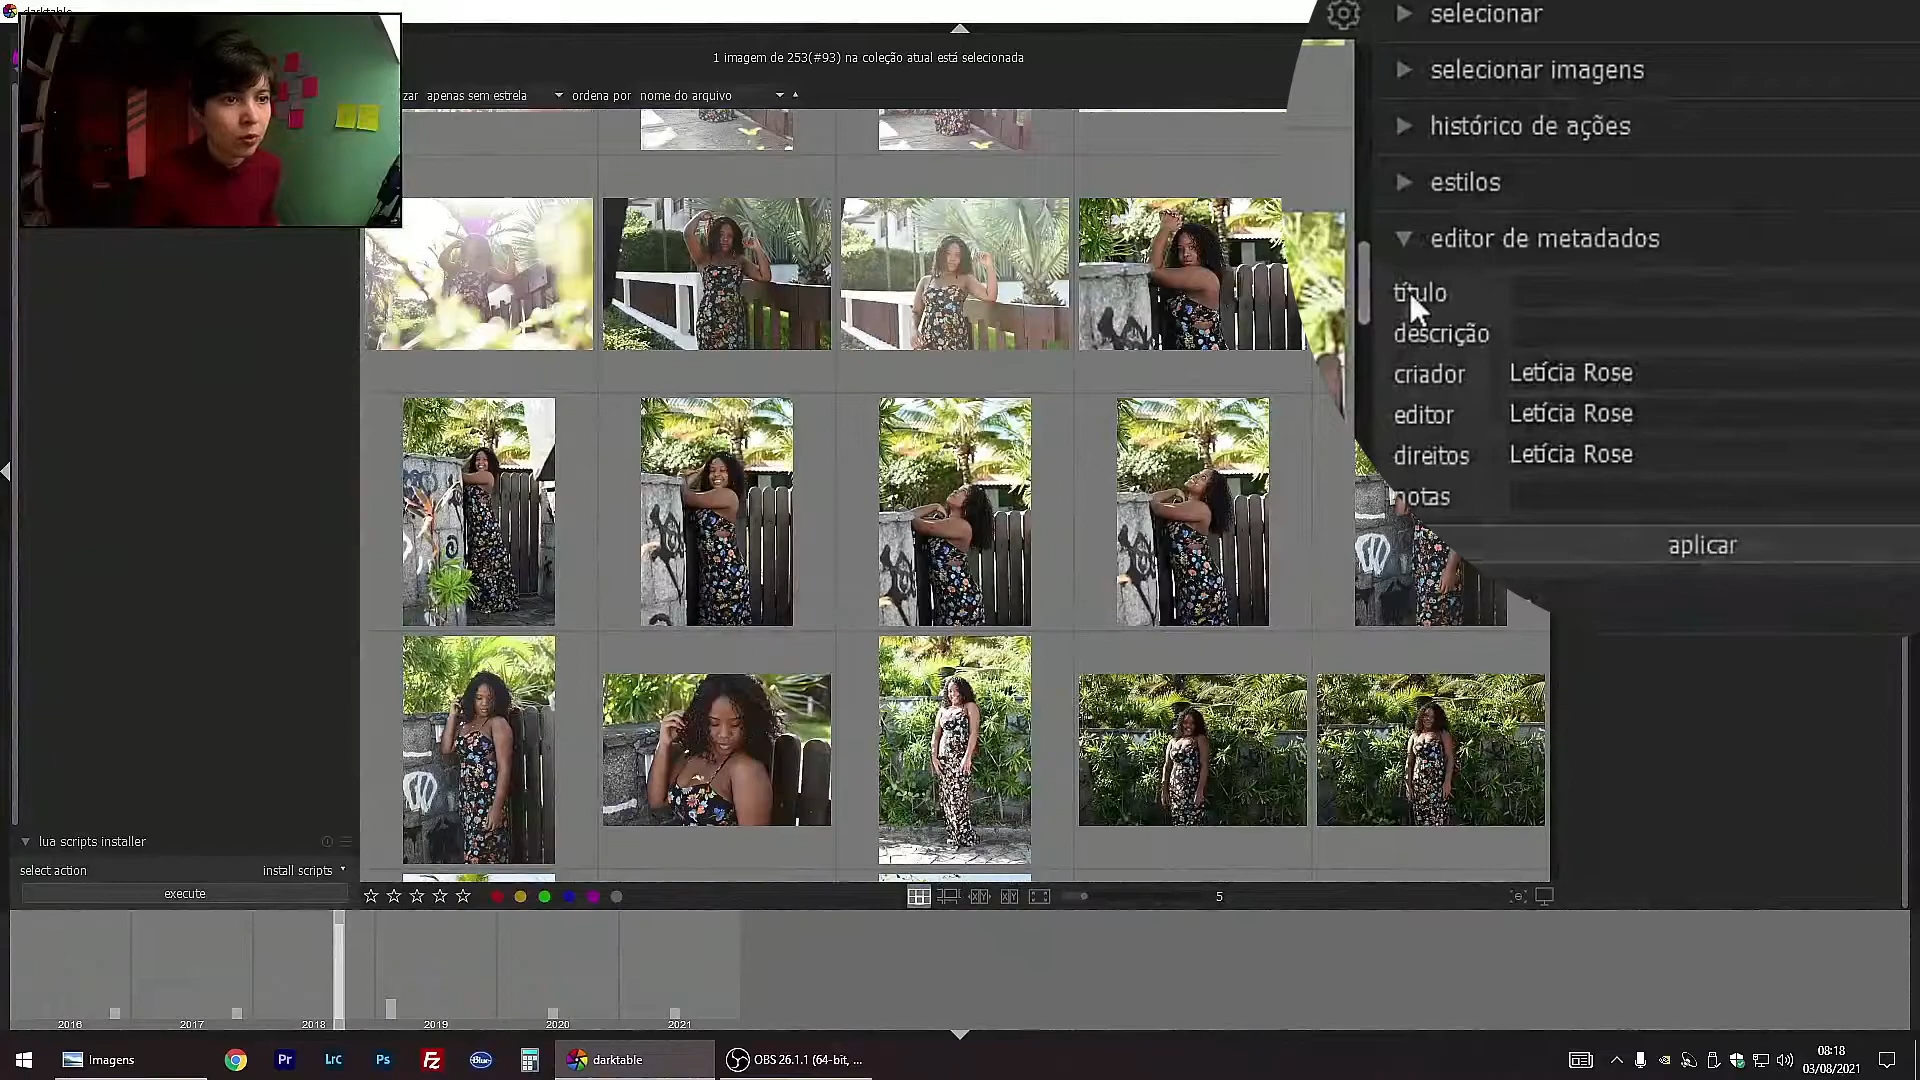 darktable
1 imagem de 253(#93) na coleção atual está selecionada
zar apenas sem estrela ordena por nome do arquivo
selecionar
selecionar imagens
histórico de ações
estilos
editor de metadados
título
descrição
criador Letícia Rose
editor Letícia Rose
direitos Letícia Rose
notas
aplicar
lua scripts installer
select action install scripts
execute
5
2016 2017 2018 2019 2020 2021
Imagens
Pr
Lrc
Ps
Fz
Blue
darktable
OBS 26.1.1 (64-bit, ...
08:18
03/08/2021